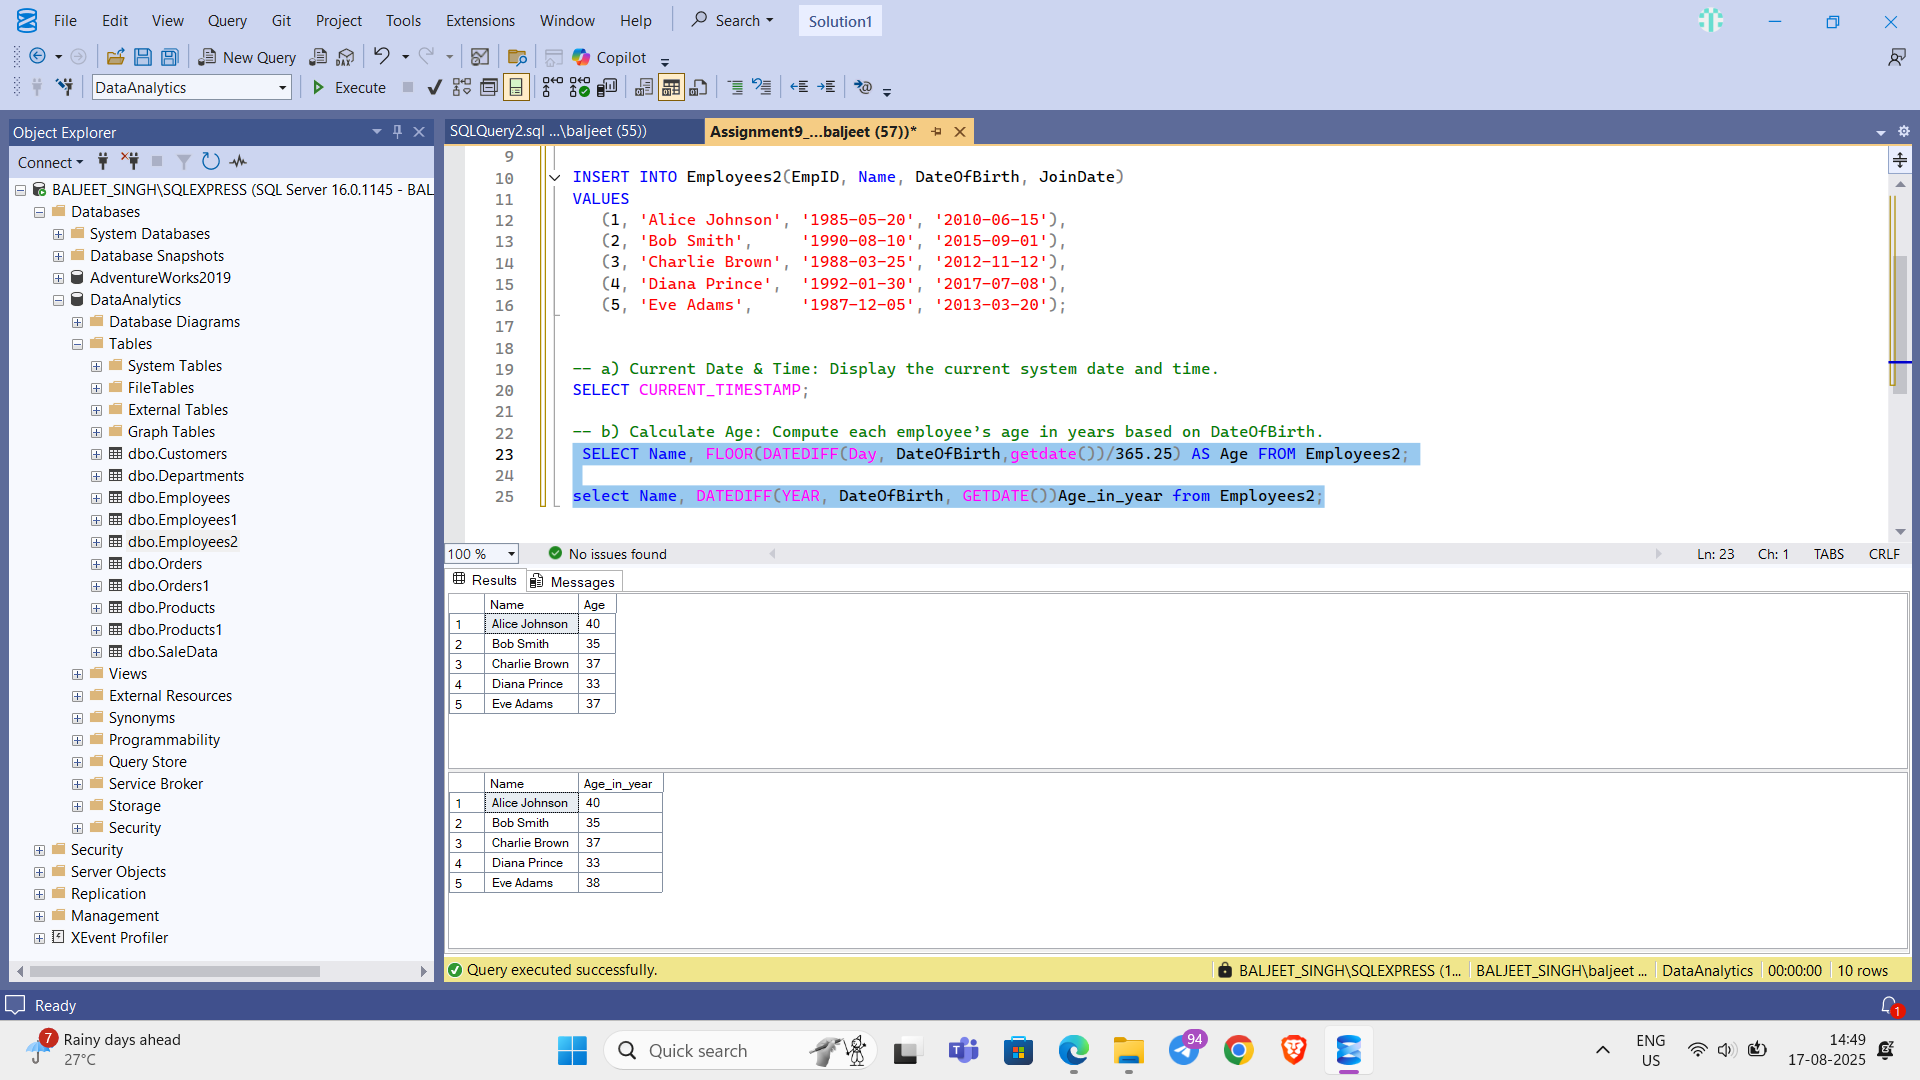 File Edit View Query Git Project Tools Extensions Window Help Search Solution1
New Query DAX Copilot
DataAnalytics Execute
Object Explorer
Connect
BALJEET_SINGH\SQLEXPRESS (SQL Server 16.0.1145 - BAL
Databases
System Databases
Database Snapshots
AdventureWorks2019
DataAnalytics
Database Diagrams
Tables
System Tables
FileTables
External Tables
Graph Tables
dbo.Customers
dbo.Departments
dbo.Employees
dbo.Employees1
dbo.Employees2
dbo.Orders
dbo.Orders1
dbo.Products
dbo.Products1
dbo.SaleData
Views
External Resources
Synonyms
Programmability
Query Store
Service Broker
Storage
Security
Security
Server Objects
Replication
Management
XEvent Profiler
SQLQuery2.sql ...\baljeet (55)) Assignment9_...baljeet (57))*
9
10 INSERT INTO Employees2(EmpID, Name, DateOfBirth, JoinDate)
11 VALUES
12 (1, 'Alice Johnson', '1985-05-20', '2010-06-15'),
13 (2, 'Bob Smith', '1990-08-10', '2015-09-01'),
14 (3, 'Charlie Brown', '1988-03-25', '2012-11-12'),
15 (4, 'Diana Prince', '1992-01-30', '2017-07-08'),
16 (5, 'Eve Adams', '1987-12-05', '2013-03-20');
17
18
19 -- a) Current Date & Time: Display the current system date and time.
20 SELECT CURRENT_TIMESTAMP;
21
22 -- b) Calculate Age: Compute each employee’s age in years based on DateOfBirth.
23 SELECT Name, FLOOR(DATEDIFF(Day, DateOfBirth,getdate())/365.25) AS Age FROM Employees2;
24
25 select Name, DATEDIFF(YEAR, DateOfBirth, GETDATE())Age_in_year from Employees2;
100 % No issues found Ln: 23 Ch: 1 TABS CRLF
Results Messages
Name Age
1 Alice Johnson 40
2 Bob Smith 35
3 Charlie Brown 37
4 Diana Prince 33
5 Eve Adams 37
Name Age_in_year
1 Alice Johnson 40
2 Bob Smith 35
3 Charlie Brown 37
4 Diana Prince 33
5 Eve Adams 38
Query executed successfully. BALJEET_SINGH\SQLEXPRESS (1... BALJEET_SINGH\baljeet ... DataAnalytics 00:00:00 10 rows
Ready 1
7 Rainy days ahead
27°C
Quick search
94
ENG
US
14:49
17-08-2025